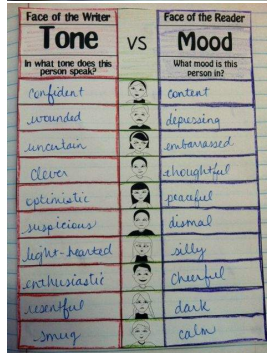 Face of the Writer
Tone
In what tone does this
person speak?
VS
Face of the Reader
Mood
What mood is this
person in?
confident content
wounded depressing
uncertain embarrassed
clever thoughtful
optimistic peaceful
suspicious dismal
light-hearted silly
enthusiastic cheerful
resentful dark
smug calm